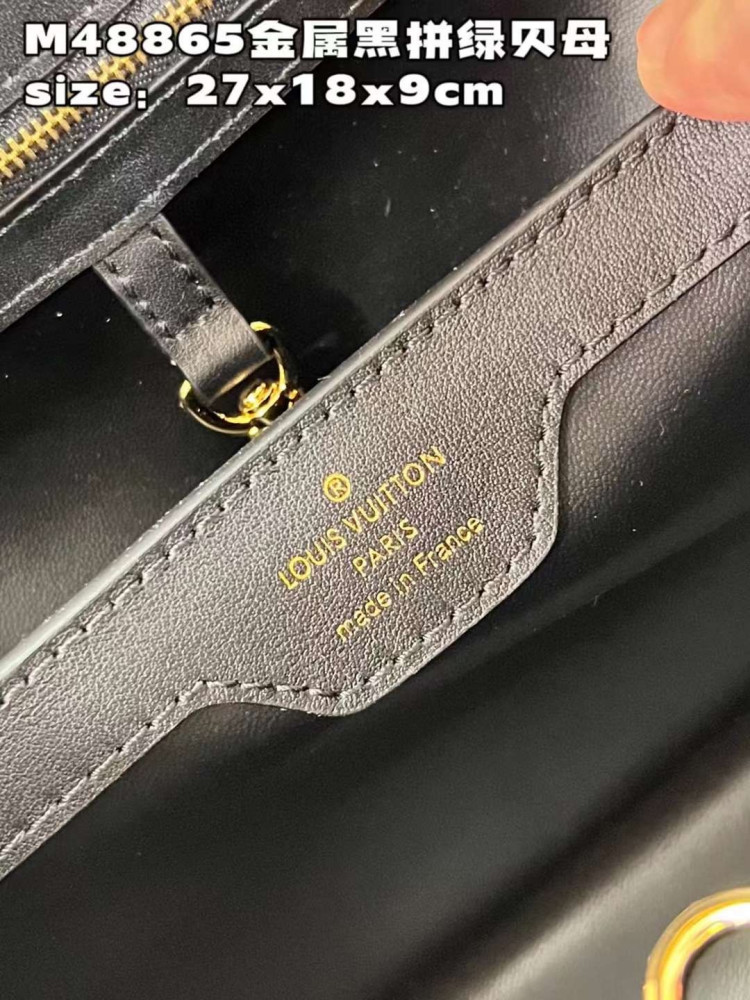 M48865金属黑拼绿贝母
size：27x18x9cm
®
LOUIS VUITTON
PARIS
made in France